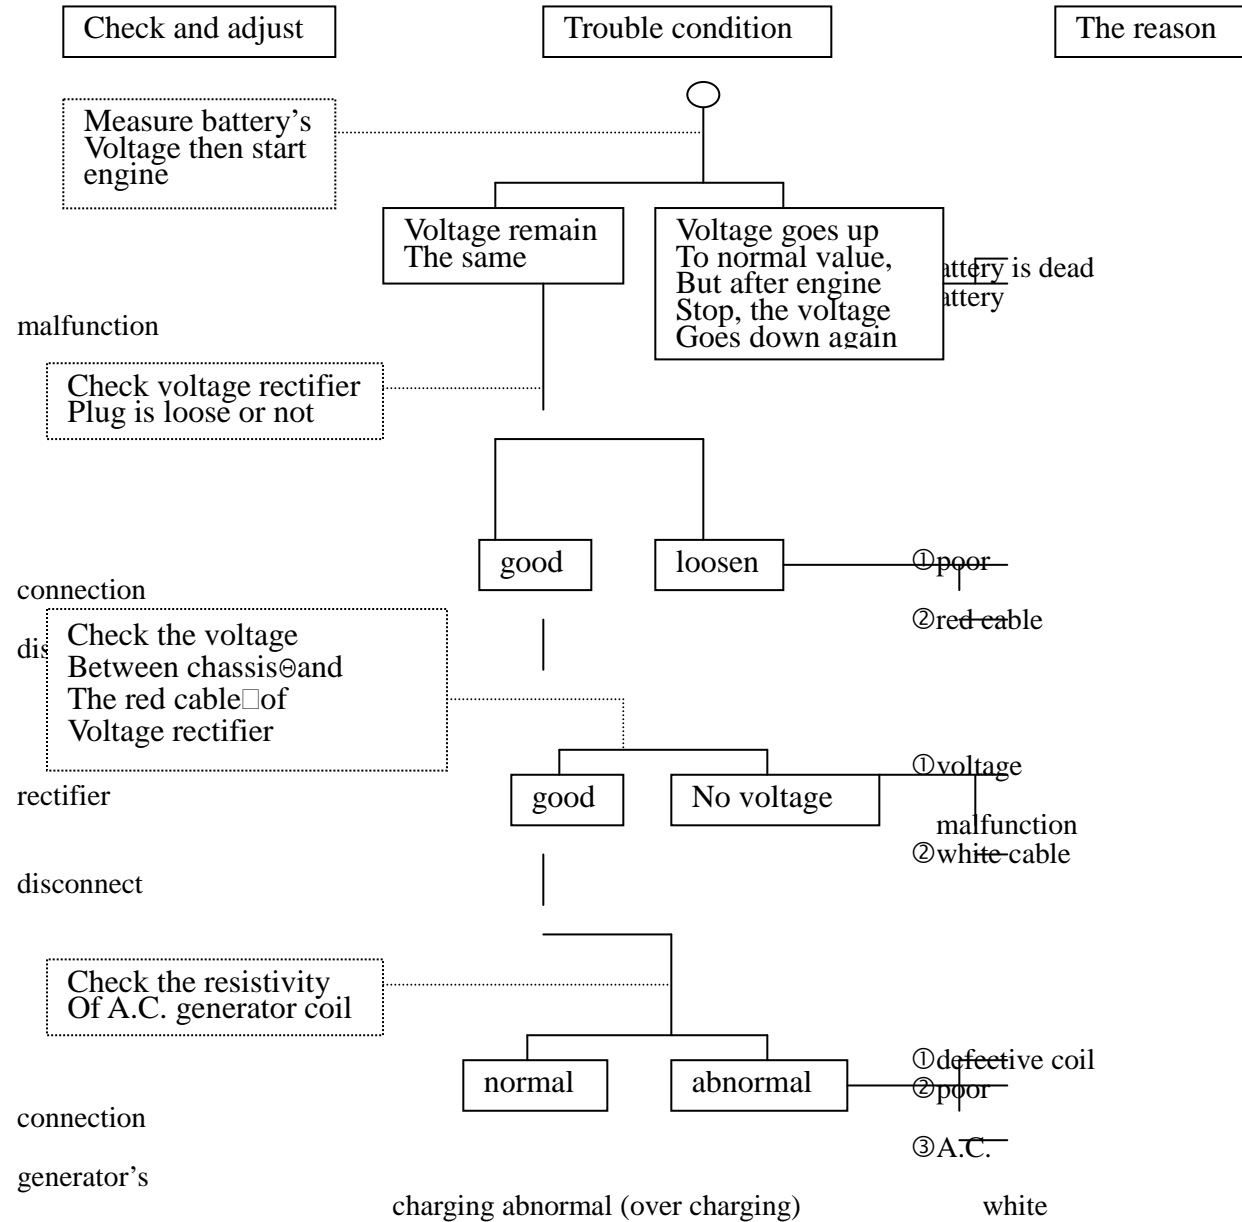 Check and adjust
Trouble condition
The reason
Measure battery's
Voltage then start
engine
Voltage remain
The same
Voltage goes up
To normal value,
But after engine
Stop, the voltage
Goes down again
attery is dead
attery
malfunction
Check voltage rectifier
Plug is loose or not
good
loosen
①poor
connection
②red cable
dis
Check the voltage
Between chassis⊖and
The red cable□of
Voltage rectifier
①voltage
rectifier
good
No voltage
malfunction
②white cable
disconnect
Check the resistivity
Of A.C. generator coil
normal
abnormal
①defective coil
②poor
connection
③A.C.
generator's
charging abnormal (over charging)
white